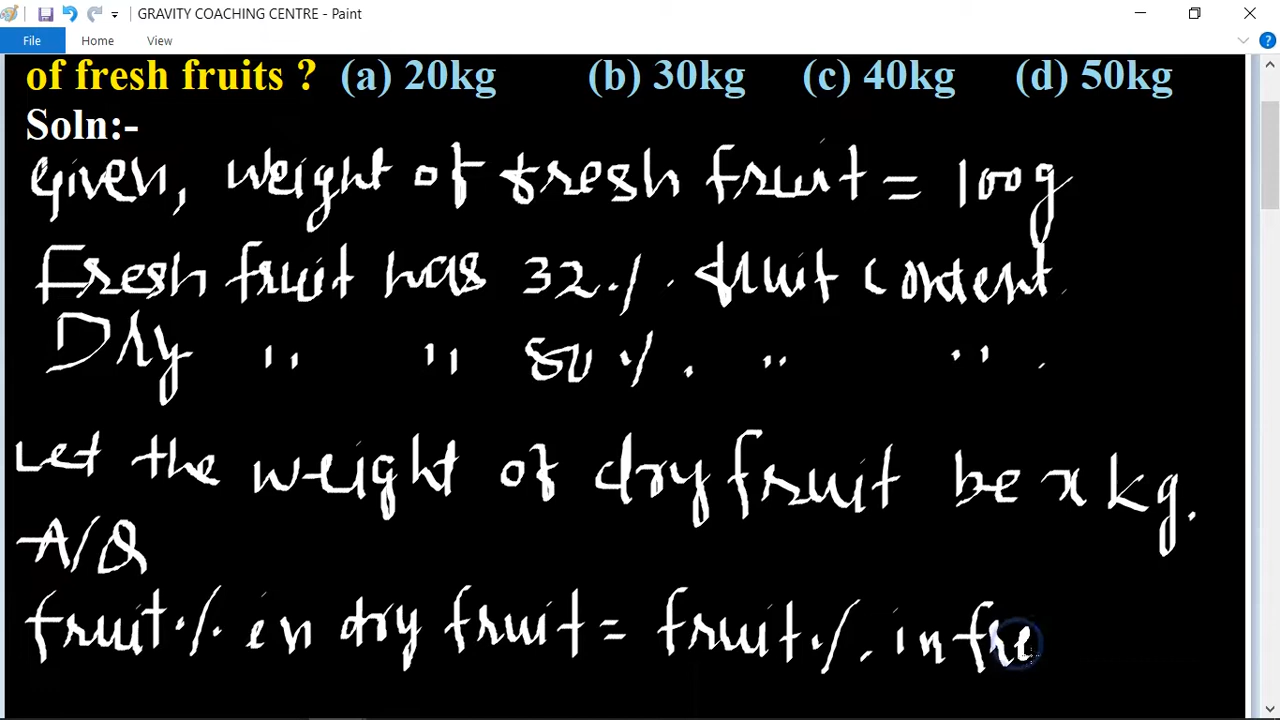 GRAVITY COACHING CENTRE - Paint
File Home View
of fresh fruits ? (a) 20kg (b) 30kg (c) 40kg (d) 50kg
Soln:-
Given, weight of fresh fruit = 100g
Fresh fruit has 32%. fruit content.
Dry " " 80%. " " .
Let the weight of dry fruit be x kg.
A/Q
fruit % in dry fruit = fruit %. in fre